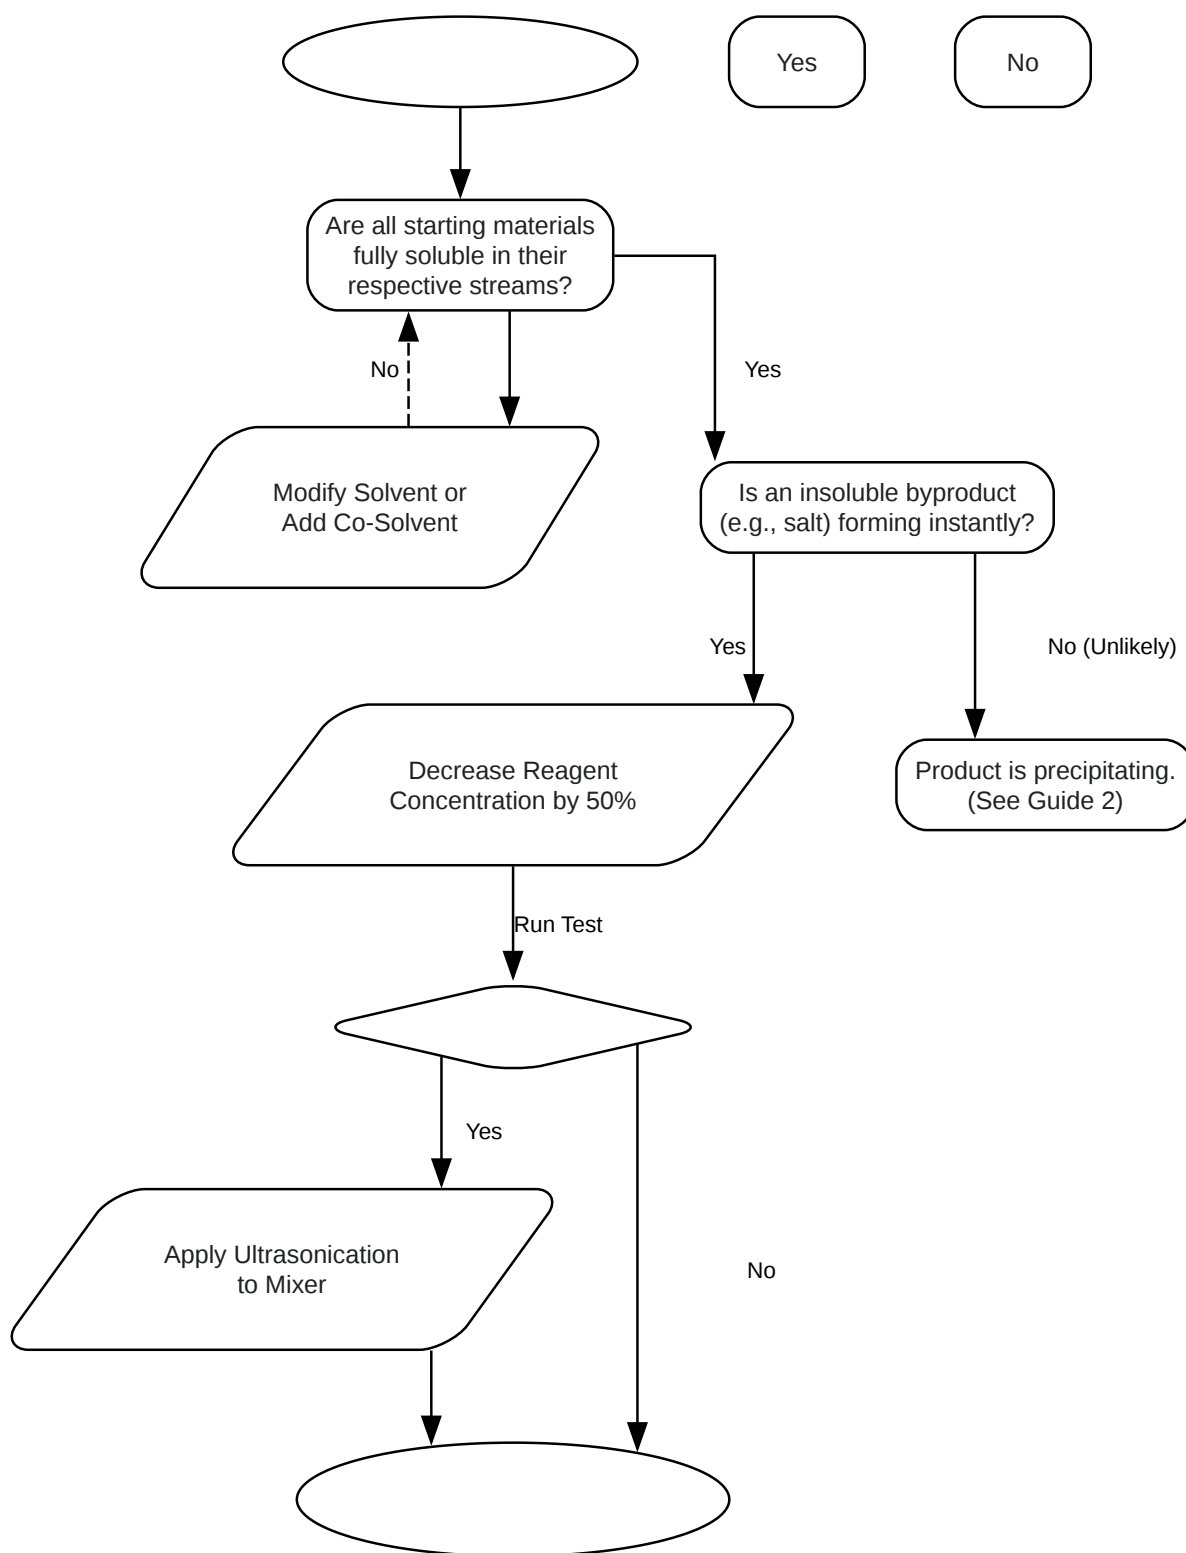 Yes
No
Are all starting materials
fully soluble in their
respective streams?
No
Yes
Modify Solvent or
Add Co-Solvent
Is an insoluble byproduct
(e.g., salt) forming instantly?
Yes
No (Unlikely)
Decrease Reagent
Concentration by 50%
Product is precipitating.
(See Guide 2)
Run Test
Yes
Apply Ultrasonication
to Mixer
No